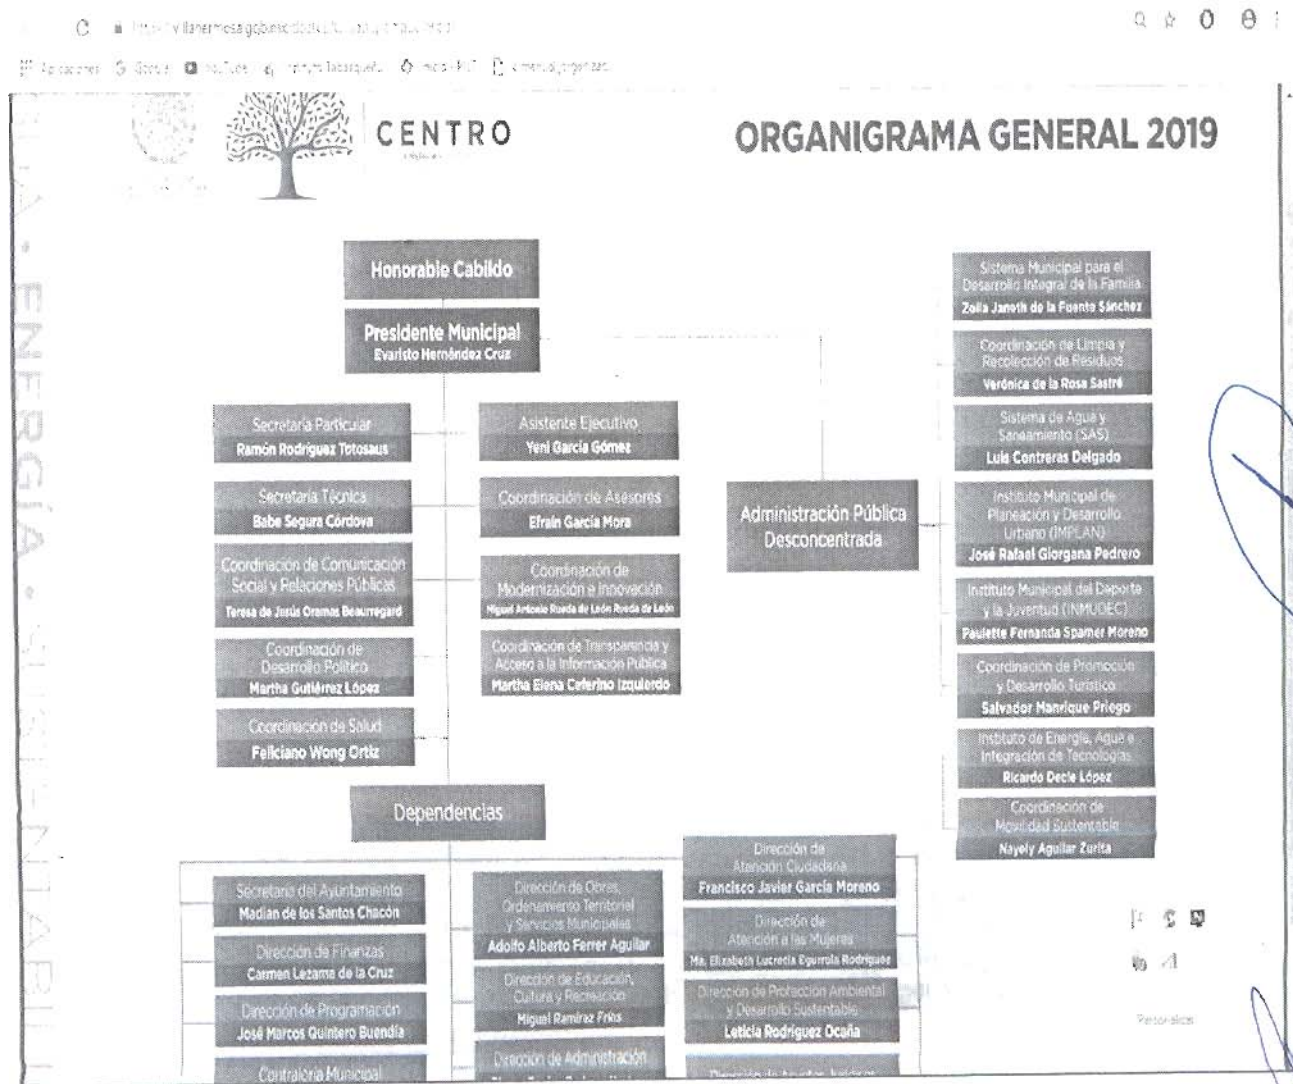 CENTRO
ORGANIGRAMA GENERAL 2019
ENERGÍA • SUSTENTABIL
Honorable Cabildo
Presidente Municipal
Evaristo Hernández Cruz
Secretaría Particular
Ramón Rodríguez Totosaus
Asistente Ejecutivo
Yeni García Gómez
Secretaría Técnica
Babe Segura Córdova
Coordinación de Asesores
Efraín García Mora
Coordinación de Comunicación
Social y Relaciones Públicas
Teresa de Jesús Oramas Beaurregard
Coordinación de
Modernización e Innovación
Miguel Antonio Rueda de León Rueda de León
Coordinación de
Desarrollo Político
Martha Gutiérrez López
Coordinación de Transparencia y
Acceso a la Información Pública
Martha Elena Ceferino Izquierdo
Coordinación de Salud
Feliciano Wong Ortiz
Administración Pública
Desconcentrada
Sistema Municipal para el
Desarrollo Integral de la Familia
Zoila Janeth de la Fuente Sánchez
Coordinación de Limpia y
Recolección de Residuos
Verónica de la Rosa Sastré
Sistema de Agua y
Saneamiento (SAS)
Luis Contreras Delgado
Instituto Municipal de
Planeación y Desarrollo
Urbano (IMPLAN)
José Rafael Giorgana Pedrero
Instituto Municipal del Deporte
y la Juventud (INMUDEC)
Paulette Fernanda Spamer Moreno
Coordinación de Promoción
y Desarrollo Turístico
Salvador Manrique Priego
Instituto de Energía, Agua e
Integración de Tecnologías
Ricardo Decle López
Coordinación de
Movilidad Sustentable
Nayely Aguilar Zurita
Dependencias
Secretaría del Ayuntamiento
Madian de los Santos Chacón
Dirección de Finanzas
Carmen Lezama de la Cruz
Dirección de Programación
José Marcos Quintero Buendía
Contraloría Municipal
Dirección de Obras,
Ordenamiento Territorial
y Servicios Municipales
Adolfo Alberto Ferrer Aguilar
Dirección de Educación,
Cultura y Recreación
Miguel Ramírez Frías
Dirección de Administración
Dirección de
Atención Ciudadana
Francisco Javier García Moreno
Dirección de
Atención a las Mujeres
Ma. Elizabeth Lucrecia Egurrola Rodríguez
Dirección de Protección Ambiental
y Desarrollo Sustentable
Leticia Rodríguez Ocaña
Dirección de Asuntos Jurídicos
Personalizar